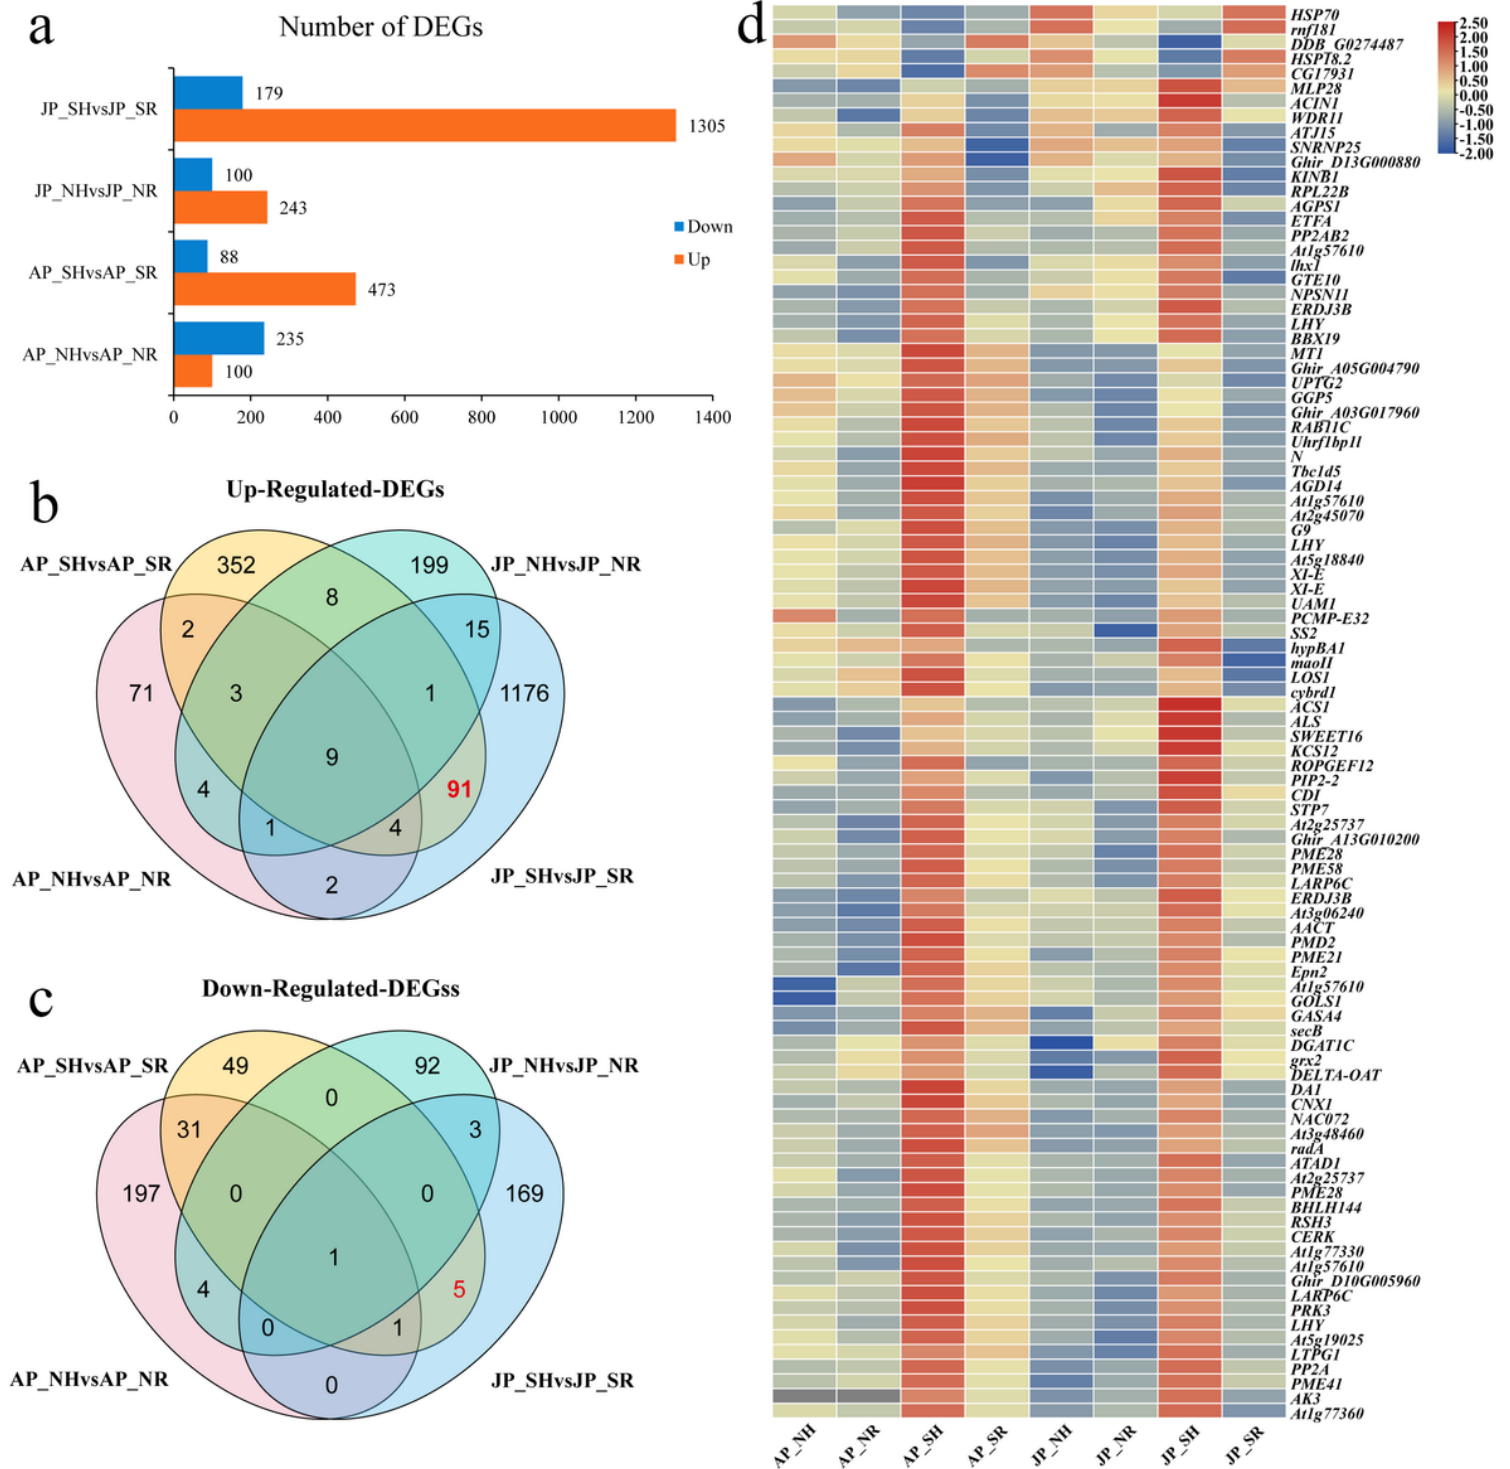 a
Number of DEGs
JP_SHvsJP_SR
179
1305
JP_NHvsJP_NR
100
243
AP_SHvsAP_SR
88
473
AP_NHvsAP_NR
235
100
Down
Up
0 200 400 600 800 1000 1200 1400
b
Up-Regulated-DEGs
AP_SHvsAP_SR 352 199 JP_NHvsJP_NR
8
2 15
71 3 1 1176
9
4 91
1 4
AP_NHvsAP_NR 2 JP_SHvsJP_SR
c
Down-Regulated-DEGss
AP_SHvsAP_SR 49 92 JP_NHvsJP_NR
0
31 3
197 0 0 169
1
4 5
0 1
AP_NHvsAP_NR 0 JP_SHvsJP_SR
d
HSP70
rnf181
DDB_G0274487
HSP18.2
CG17931
MLP28
ACIN1
WDR11
ATJ15
SNRNP25
Ghir_D13G000880
KINB1
RPL22B
AGPS1
ETFA
PP2AB2
At1g57610
lhx1
GTE10
NPSN11
ERDJ3B
LHY
BBX19
MT1
Ghir_A05G004790
UPTG2
GGP5
Ghir_A03G017960
RAB11C
Uhrf1bp1l
N
Tbc1d5
AGD14
At1g57610
At2g45070
G9
LHY
At5g18840
XI-E
XI-E
UAM1
PCMP-E32
SS2
hypBA1
maoII
LOS1
cybrd1
ACS1
ALS
SWEET16
KCS12
ROPGEF12
PIP2-2
CDI
STP7
At2g25737
Ghir_A13G010200
PME28
PME58
LARP6C
ERDJ3B
At3g06240
AACT
PMD2
PME21
Epn2
At1g57610
GOLS1
GASA4
secB
DGAT1C
grx2
DELTA-OAT
DA1
CNX1
NAC072
At3g48460
radA
ATAD1
At2g25737
PME28
BHLH144
RSH3
CERK
At1g77330
At1g57610
Ghir_D10G005960
LARP6C
PRK3
LHY
At5g19025
LTPG1
PP2A
PME41
AK3
At1g77360
AP_NH AP_NR AP_SH AP_SR JP_NH JP_NR JP_SH JP_SR
2.50
2.00
1.50
1.00
0.50
0.00
-0.50
-1.00
-1.50
-2.00